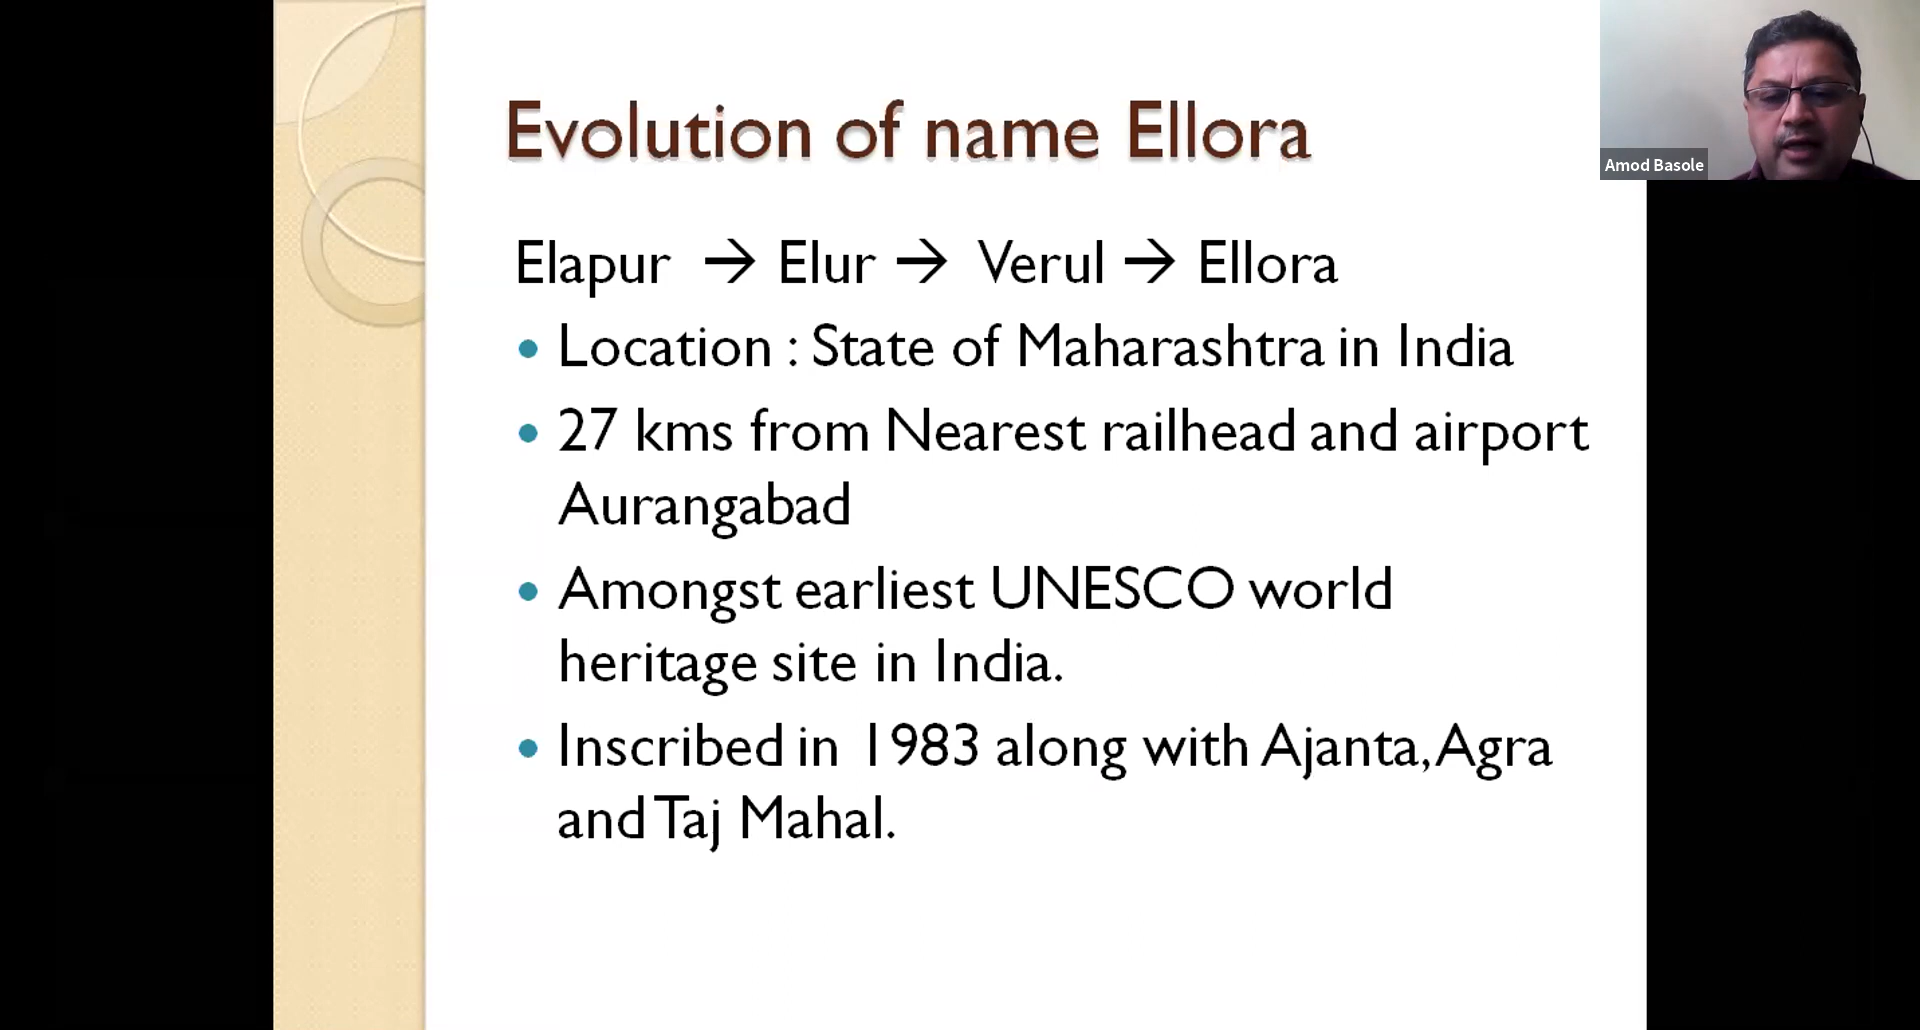 Evolution of name Ellora
Elapur → Elur → Verul → Ellora
• Location : State of Maharashtra in India
• 27 kms from Nearest railhead and airport
Aurangabad
• Amongst earliest UNESCO world
heritage site in India.
• Inscribed in 1983 along with Ajanta, Agra
and Taj Mahal.
Amod Basole